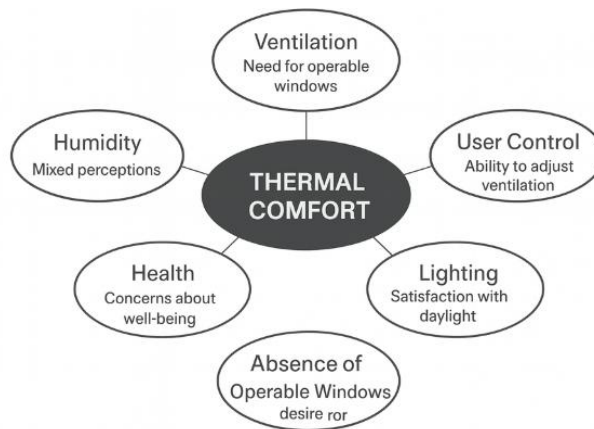 Ventilation
Need for operable
windows
Humidity
Mixed perceptions
User Control
Ability to adjust
ventilation
THERMAL
COMFORT
Health
Concerns about
well-being
Lighting
Satisfaction with
daylight
Absence of
Operable Windows
desire ror